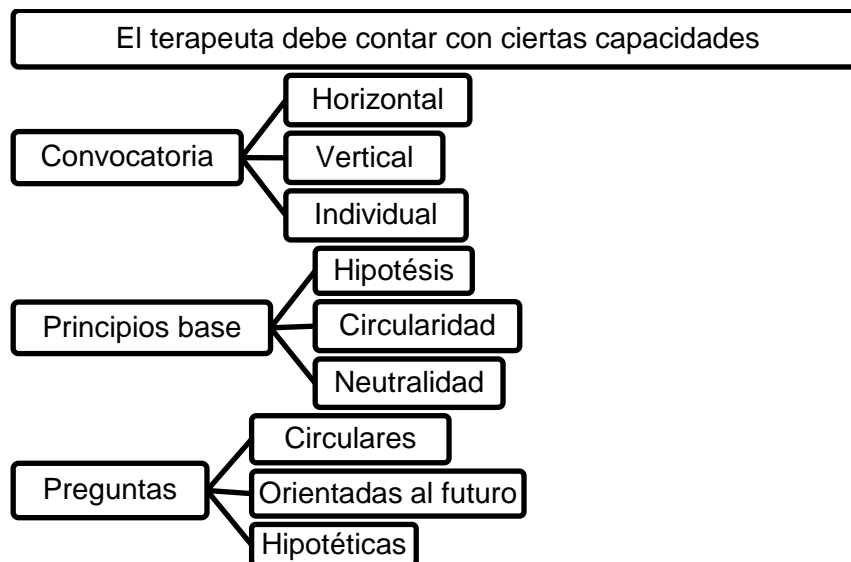 El terapeuta debe contar con ciertas capacidades
Convocatoria
Horizontal
Vertical
Individual
Principios base
Hipotésis
Circularidad
Neutralidad
Preguntas
Circulares
Orientadas al futuro
Hipotéticas